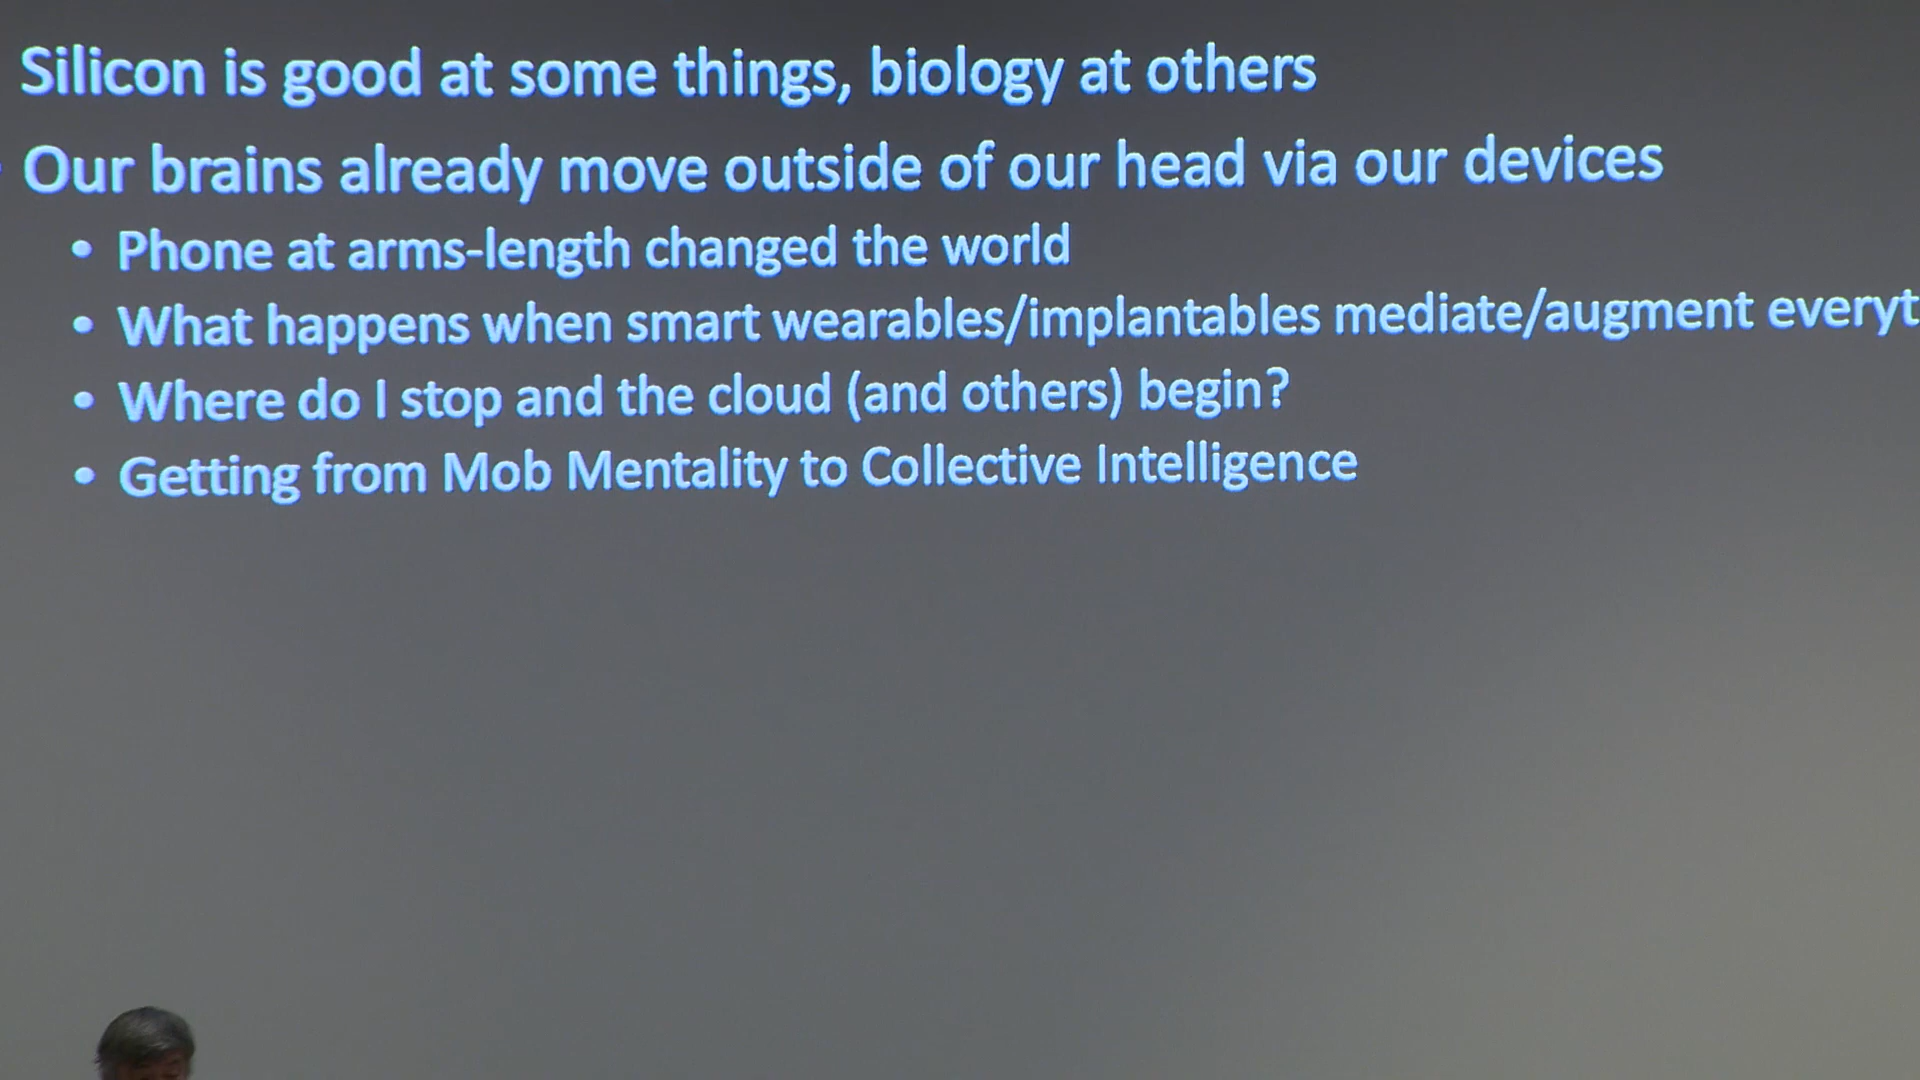 Silicon is good at some things, biology at others
Our brains already move outside of our head via our devices
• Phone at arms-length changed the world
• What happens when smart wearables/implantables mediate/augment everyt
• Where do I stop and the cloud (and others) begin?
• Getting from Mob Mentality to Collective Intelligence